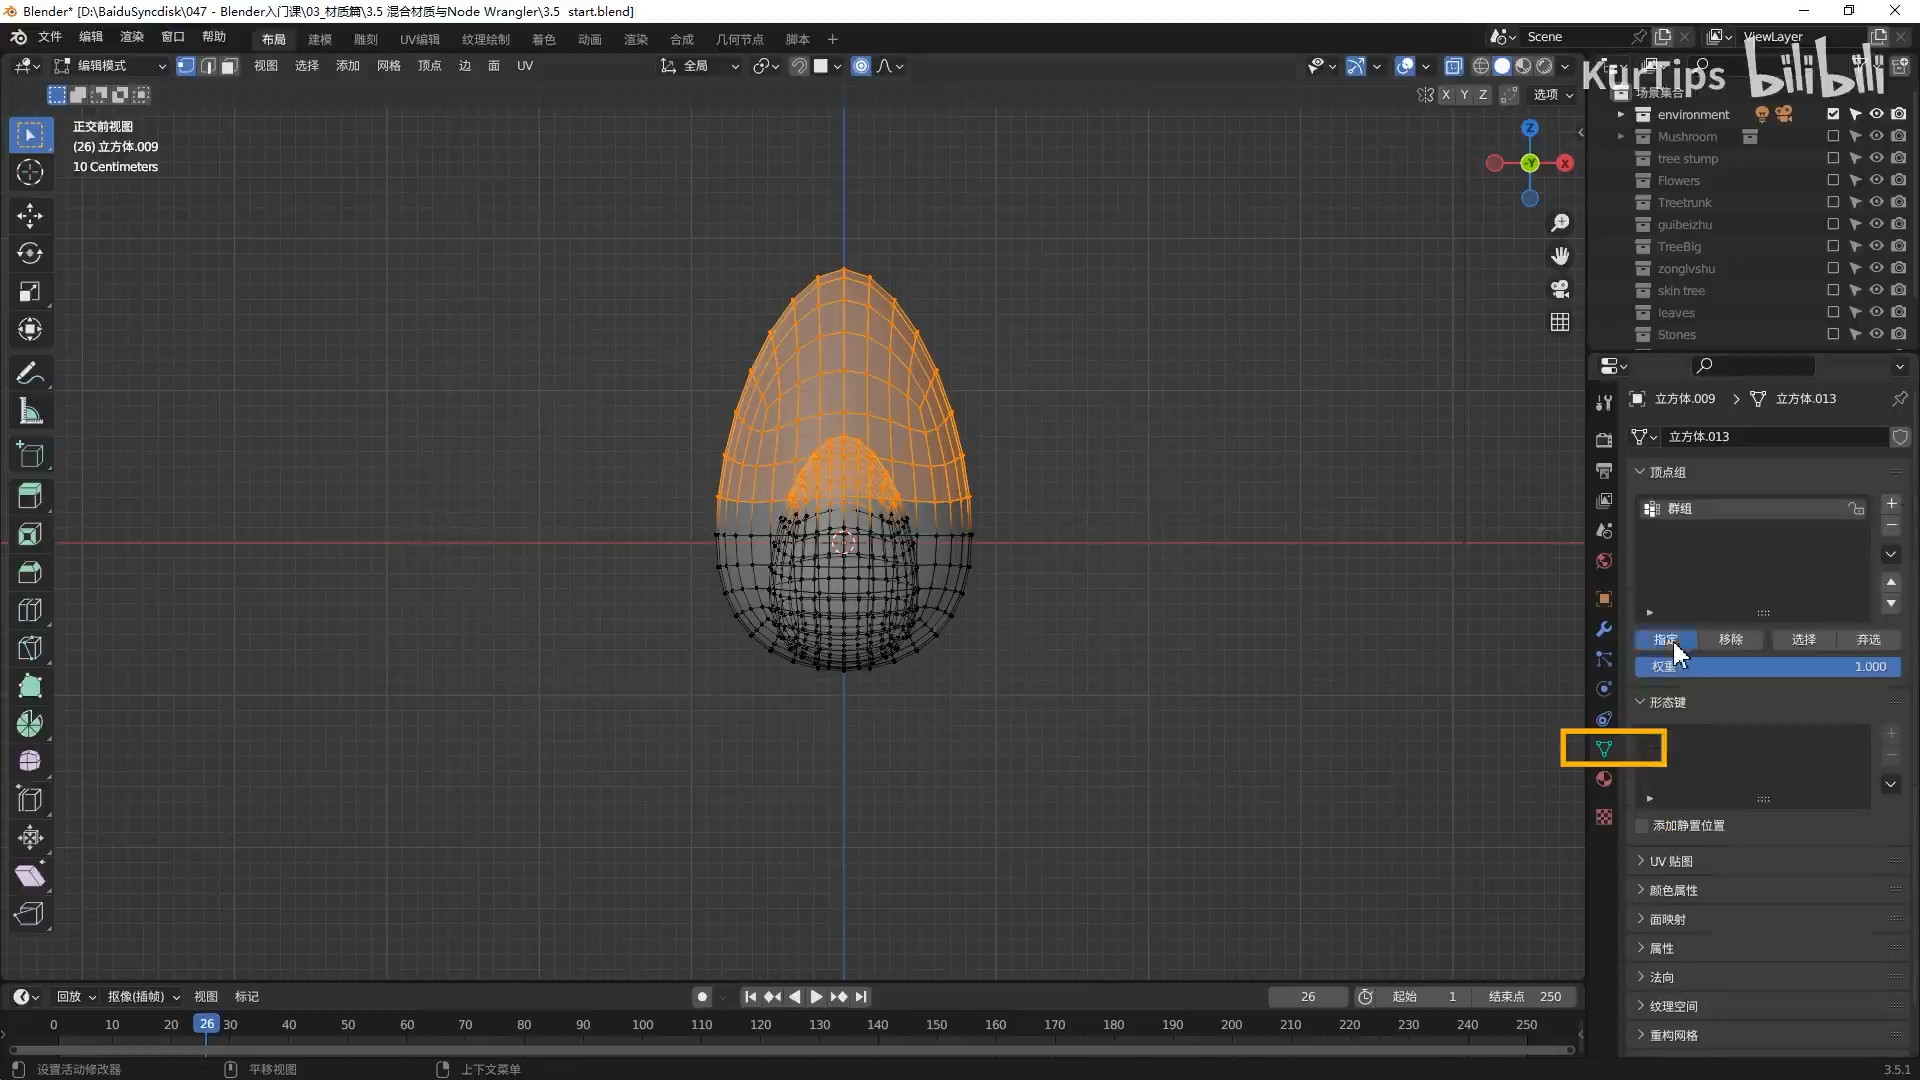 Blender* [D:\BaiduSyncdisk\047 - Blender入门课\03_材质篇\3.5 混合材质与Node Wrangler\3.5  start.blend]
文件 编辑 渲染 窗口 帮助 布局 建模 雕刻 UV编辑 纹理绘制 着色 动画 渲染 合成 几何节点 脚本 + Scene ViewLayer
编辑模式 视图 选择 添加 网格 顶点 边 面 UV 全局
KurTips bilibili
X Y Z 选项
场景集合
正交前视图
(26) 立方体.009
10 Centimeters
Z
-Y
X
environment
Mushroom
tree stump
Flowers
Treetrunk
guibeizhu
TreeBig
zonglvshu
skin tree
leaves
Stones
立方体.009 > 立方体.013
立方体.013
顶点组
群组
指定 移除 选择 弃选
权重 1.000
形态键
添加静置位置
UV 贴图
颜色属性
面映射
属性
法向
纹理空间
重构网格
回放 抠像(插帧) 视图 标记 26 起始 1 结束点 250
0 10 20 26 30 40 50 60 70 80 90 100 110 120 130 140 150 160 170 180 190 200 210 220 230 240 250
设置活动修改器 平移视图 上下文菜单 3.5.1